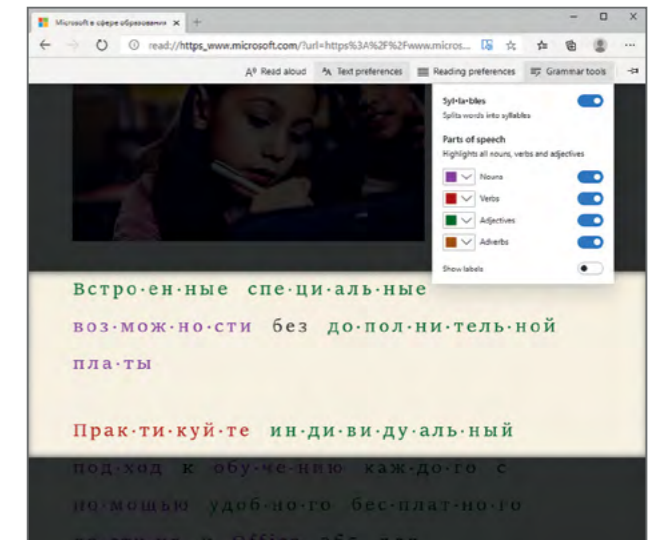 Microsoft в сфере образования
read://https_www.microsoft.com/?url=https%3A%2F%2Fwww.micros...
Read aloud Text preferences Reading preferences Grammar tools
Syl·la·bles
Splits words into syllables
Parts of speech
Highlights all nouns, verbs and adjectives
Nouns
Verbs
Adjectives
Adverbs
Show labels
Встро·ен·ные спе·ци·аль·ные
воз·мож·но·сти без до·пол·ни·тель·ной
пла·ты
Прак·ти·куй·те ин·ди·ви·ду·аль·ный
под·ход к обу·че·нию каж·до·го с
по·мощью удоб·но·го бес·плат·но·го